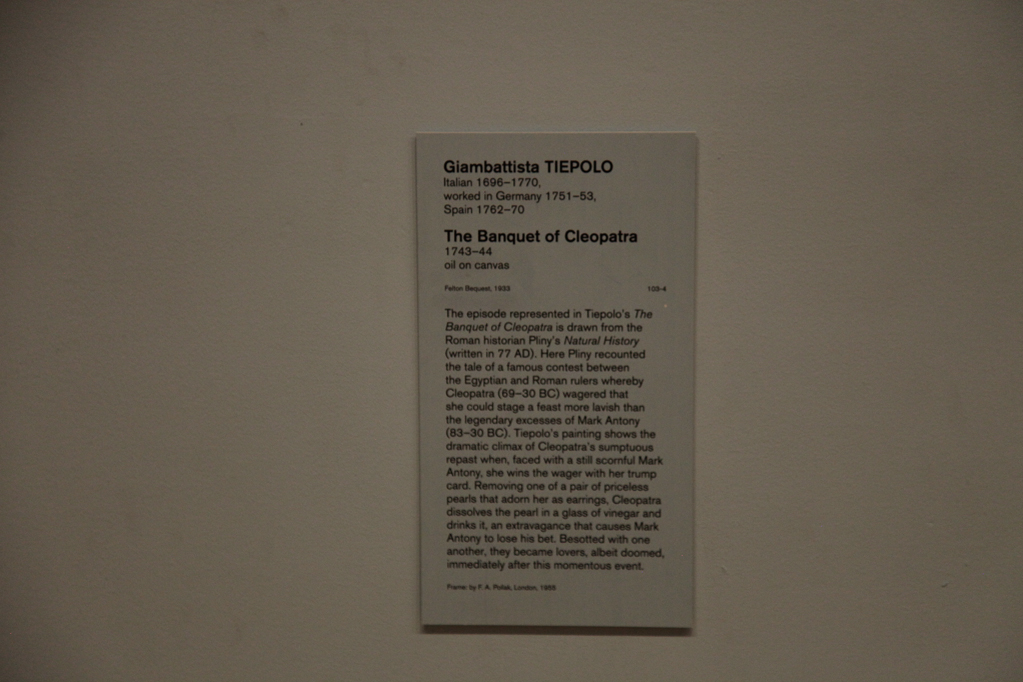 Giambattista TIEPOLO
Italian 1696–1770,
worked in Germany 1751–53,
Spain 1762–70
The Banquet of Cleopatra
1743–44
oil on canvas
Felton Bequest, 1933 103-4
The episode represented in Tiepolo's The
Banquet of Cleopatra is drawn from the
Roman historian Pliny's Natural History
(written in 77 AD). Here Pliny recounted
the tale of a famous contest between
the Egyptian and Roman rulers whereby
Cleopatra (69–30 BC) wagered that
she could stage a feast more lavish than
the legendary excesses of Mark Antony
(83–30 BC). Tiepolo's painting shows the
dramatic climax of Cleopatra's sumptuous
repast when, faced with a still scornful Mark
Antony, she wins the wager with her trump
card. Removing one of a pair of priceless
pearls that adorn her as earrings, Cleopatra
dissolves the pearl in a glass of vinegar and
drinks it, an extravagance that causes Mark
Antony to lose his bet. Besotted with one
another, they became lovers, albeit doomed,
immediately after this momentous event.
Frame: by F. A. Pollak, London, 1955